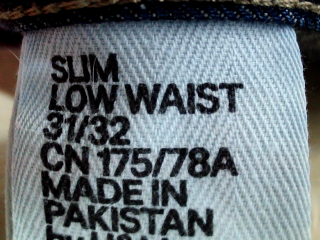 SLIM
LOW WAIST
31/32
CN 175/78A
MADE IN
PAKISTAN